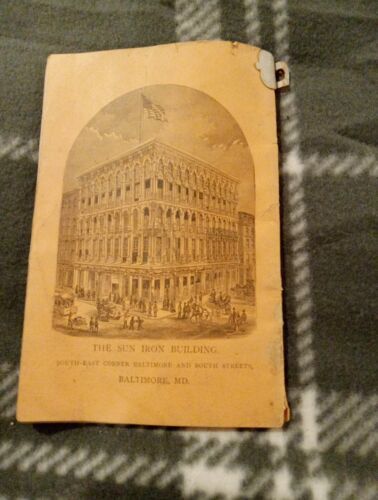 THE SUN IRON BUILDING.
SOUTH-EAST CORNER BALTIMORE AND SOUTH STREETS,
BALTIMORE, MD.